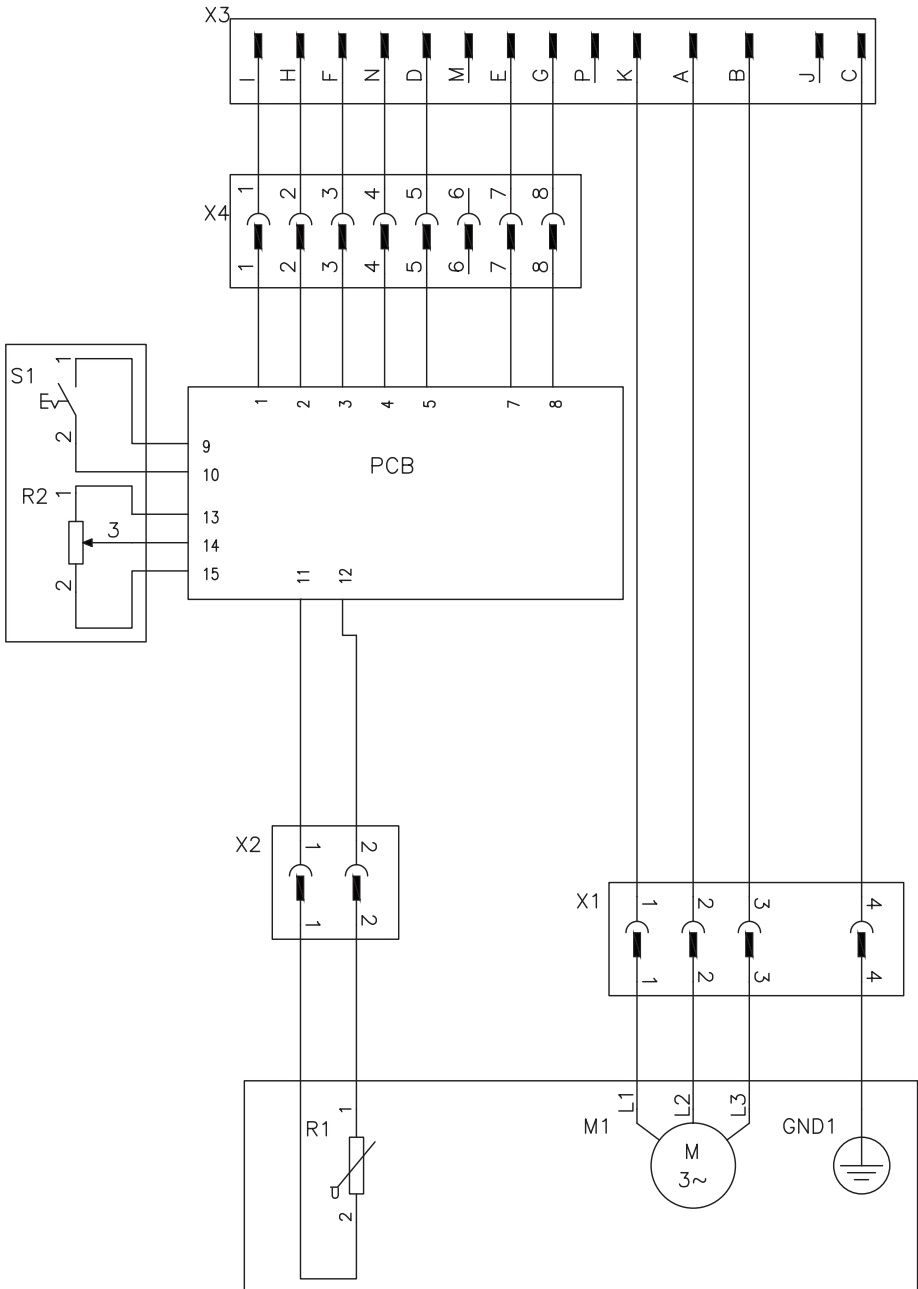 X3
I H F N D M E G P K A B J C
X4
1 2 3 4 5 6 7 8
1 2 3 4 5 6 7 8
S1
1
2
R2
1
3
2
1 2 3 4 5 7 8
9
10
13
14
15
PCB
11 12
X2
1 2
1 2
X1
1 2 3 4
1 2 3 4
R1
1
2
M1
L1 L2 L3
M
3~
GND1